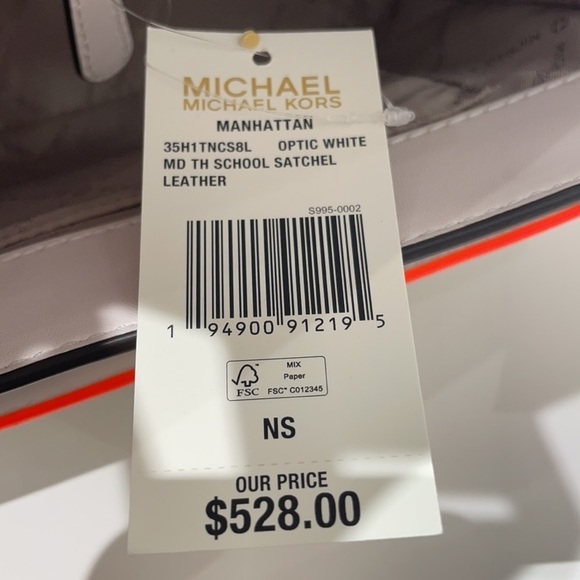 MICHAEL
MICHAEL KORS
MANHATTAN
35H1TNCS8L OPTIC WHITE
MD TH SCHOOL SATCHEL
LEATHER
S995-0002
1 94900 91219 5
FSC
MIX
Paper
FSC™ C012345
NS
OUR PRICE
$528.00